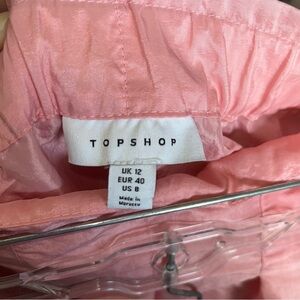 TOPSHOP
UK 12
EUR 40
US 8
Made in
Morocco